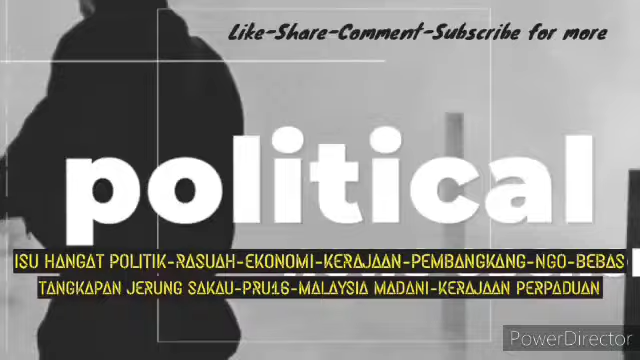 Like-Share-Comment-Subscribe for more
political
ISU HANGAT POLITIK-RASUAH-EKONOMI-KERAJAAN-PEMBANGKANG-NGO-BEBAS
TANGKAPAN JERUNG SAKAU-PRU16-MALAYSIA MADANI-KERAJAAN PERPADUAN
PowerDirector